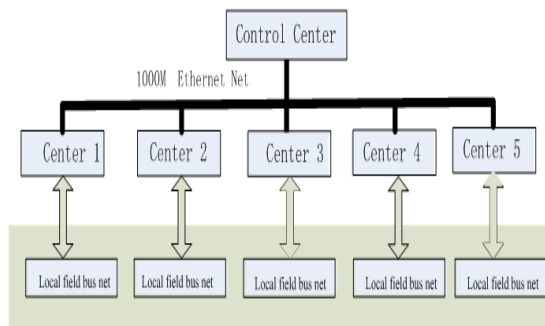 Control Center
1000M Ethernet Net
Center 1
Center 2
Center 3
Center 4
Center 5
Local field bus net
Local field bus net
Local field bus net
Local field bus net
Local field bus net